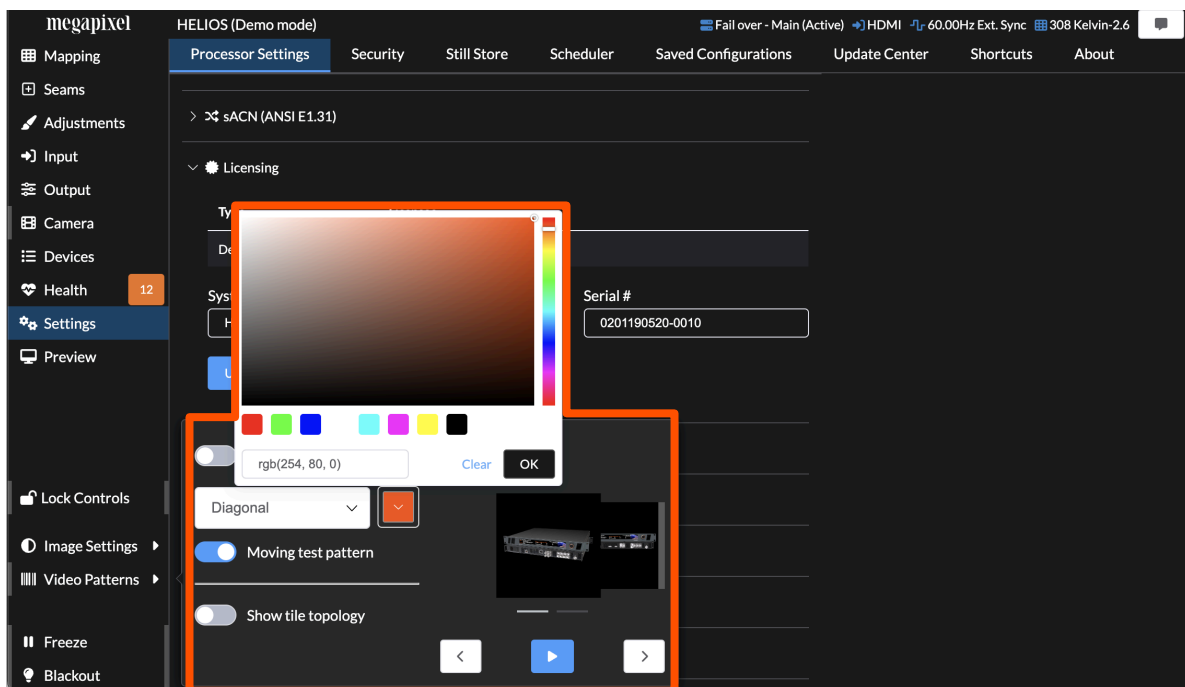 megapixel
HELIOS (Demo mode)
Fail over - Main (Active)
HDMI
60.00Hz Ext. Sync
308 Kelvin-2.6
Processor Settings
Security
Still Store
Scheduler
Saved Configurations
Update Center
Shortcuts
About
Mapping
Seams
Adjustments
Input
Output
Camera
Devices
Health
12
Settings
Preview
Lock Controls
Image Settings
Video Patterns
Freeze
Blackout
sACN (ANSI E1.31)
Licensing
Serial #
0201190520-0010
rgb(254, 80, 0)
Clear
OK
Diagonal
Moving test pattern
Show tile topology